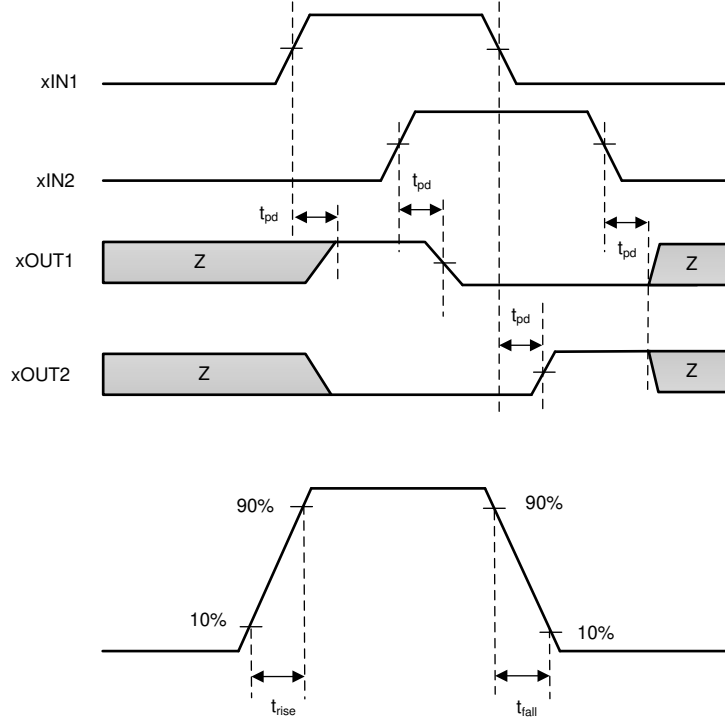 xIN1
xIN2
tpd
tpd
tpd
xOUT1
Z
Z
tpd
xOUT2
Z
Z
90%
90%
10%
10%
trise
tfall